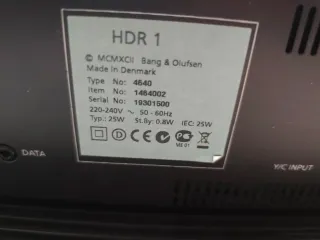 HDR 1
© MCMXCII Bang & Olufsen
Made in Denmark
Type No: 4640
Item No: 1464002
Serial No: 19301500
220-240V ~ 50 - 60Hz
Typ.: 25W St.By: 0.8W IEC: 25W
DATA
Y/C INPUT